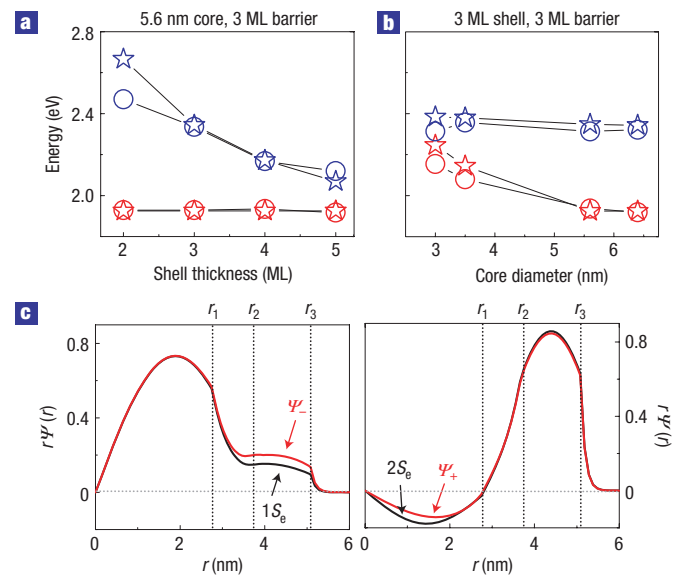 a
5.6 nm core, 3 ML barrier
2.8
2.4
2.0
Energy (eV)
2 3 4 5
Shell thickness (ML)
b
3 ML shell, 3 ML barrier
3 4 5 6
Core diameter (nm)
c
r1 r2 r3
0.8
0.4
0
rΨ(r)
Ψ−
1Se
0 2 4 6
r (nm)
r1 r2 r3
0.8
0.4
0
rΨ(r)
2Se
Ψ+
0 2 4 6
r (nm)